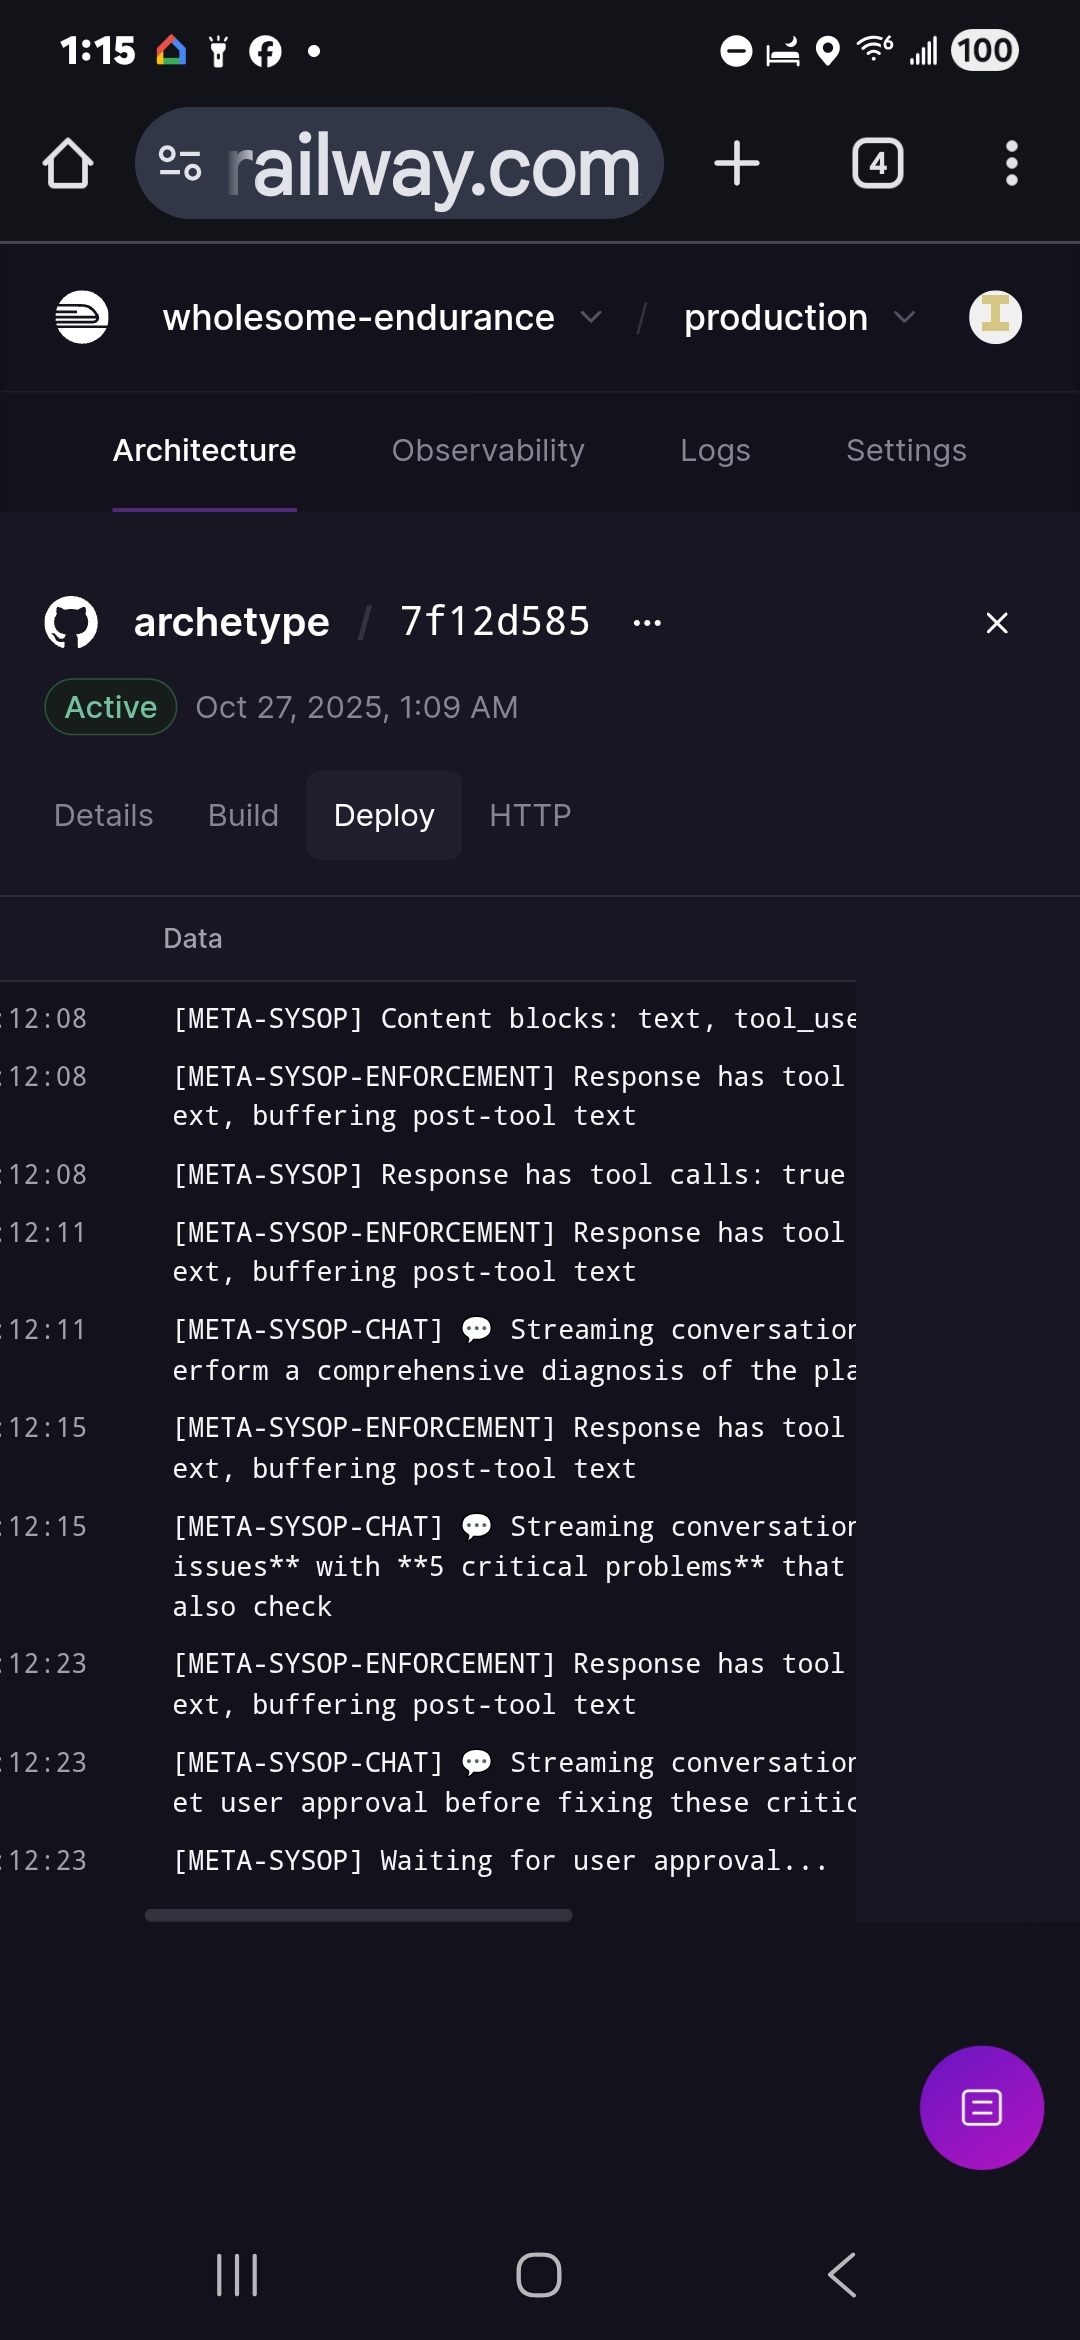 1:15
6
100
railway.com
4
wholesome-endurance / production
Architecture Observability Logs Settings
archetype / 7f12d585 ...
Active Oct 27, 2025, 1:09 AM
Details Build Deploy HTTP
Data
:12:08 [META-SYSOP] Content blocks: text, tool_use
:12:08 [META-SYSOP-ENFORCEMENT] Response has tool
ext, buffering post-tool text
:12:08 [META-SYSOP] Response has tool calls: true
:12:11 [META-SYSOP-ENFORCEMENT] Response has tool
ext, buffering post-tool text
:12:11 [META-SYSOP-CHAT] 💬 Streaming conversation
erform a comprehensive diagnosis of the pla
:12:15 [META-SYSOP-ENFORCEMENT] Response has tool
ext, buffering post-tool text
:12:15 [META-SYSOP-CHAT] 💬 Streaming conversation
issues** with **5 critical problems** that
also check
:12:23 [META-SYSOP-ENFORCEMENT] Response has tool
ext, buffering post-tool text
:12:23 [META-SYSOP-CHAT] 💬 Streaming conversation
et user approval before fixing these critic
:12:23 [META-SYSOP] Waiting for user approval...